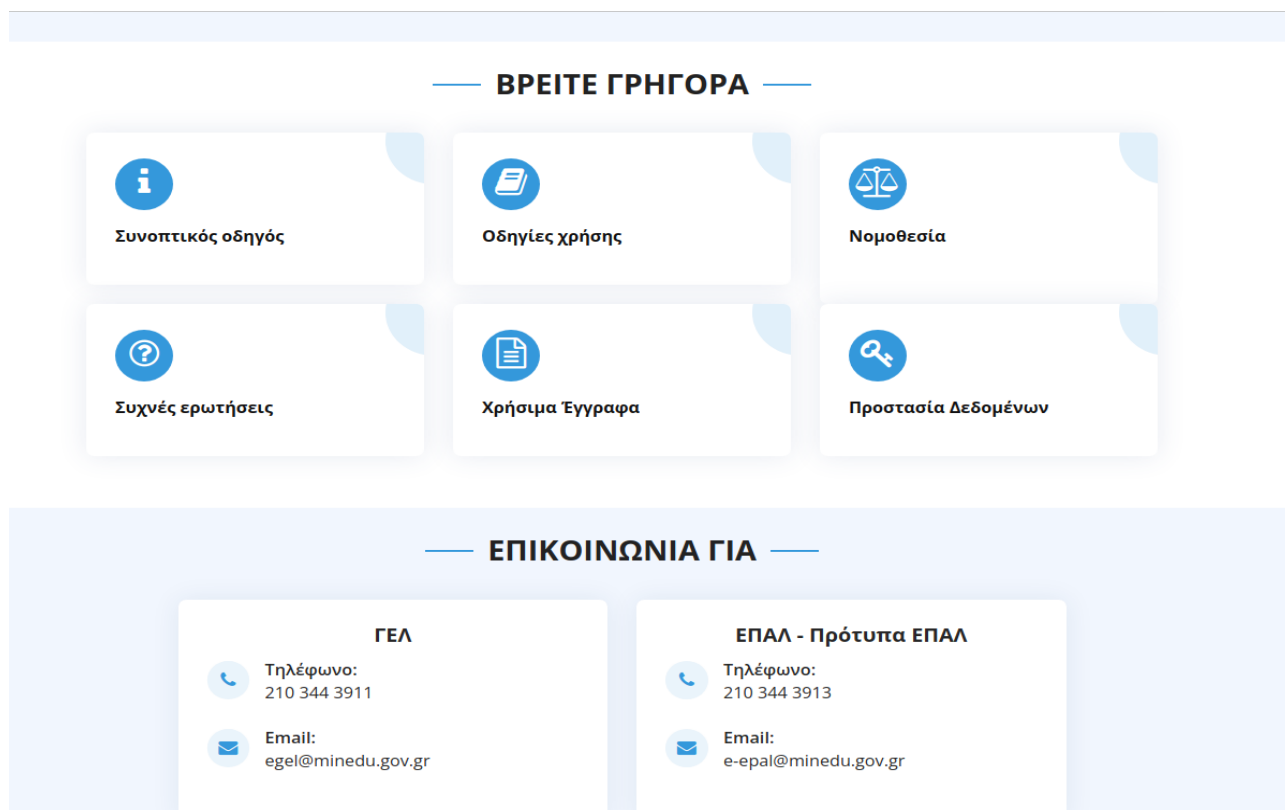 ΒΡΕΙΤΕ ΓΡΗΓΟΡΑ
Συνοπτικός οδηγός
Οδηγίες χρήσης
Νομοθεσία
Συχνές ερωτήσεις
Χρήσιμα Έγγραφα
Προστασία Δεδομένων
ΕΠΙΚΟΙΝΩΝΙΑ ΓΙΑ
ΓΕΛ
Τηλέφωνο:
210 344 3911
Email:
egel@minedu.gov.gr
ΕΠΑΛ - Πρότυπα ΕΠΑΛ
Τηλέφωνο:
210 344 3913
Email:
e-epal@minedu.gov.gr